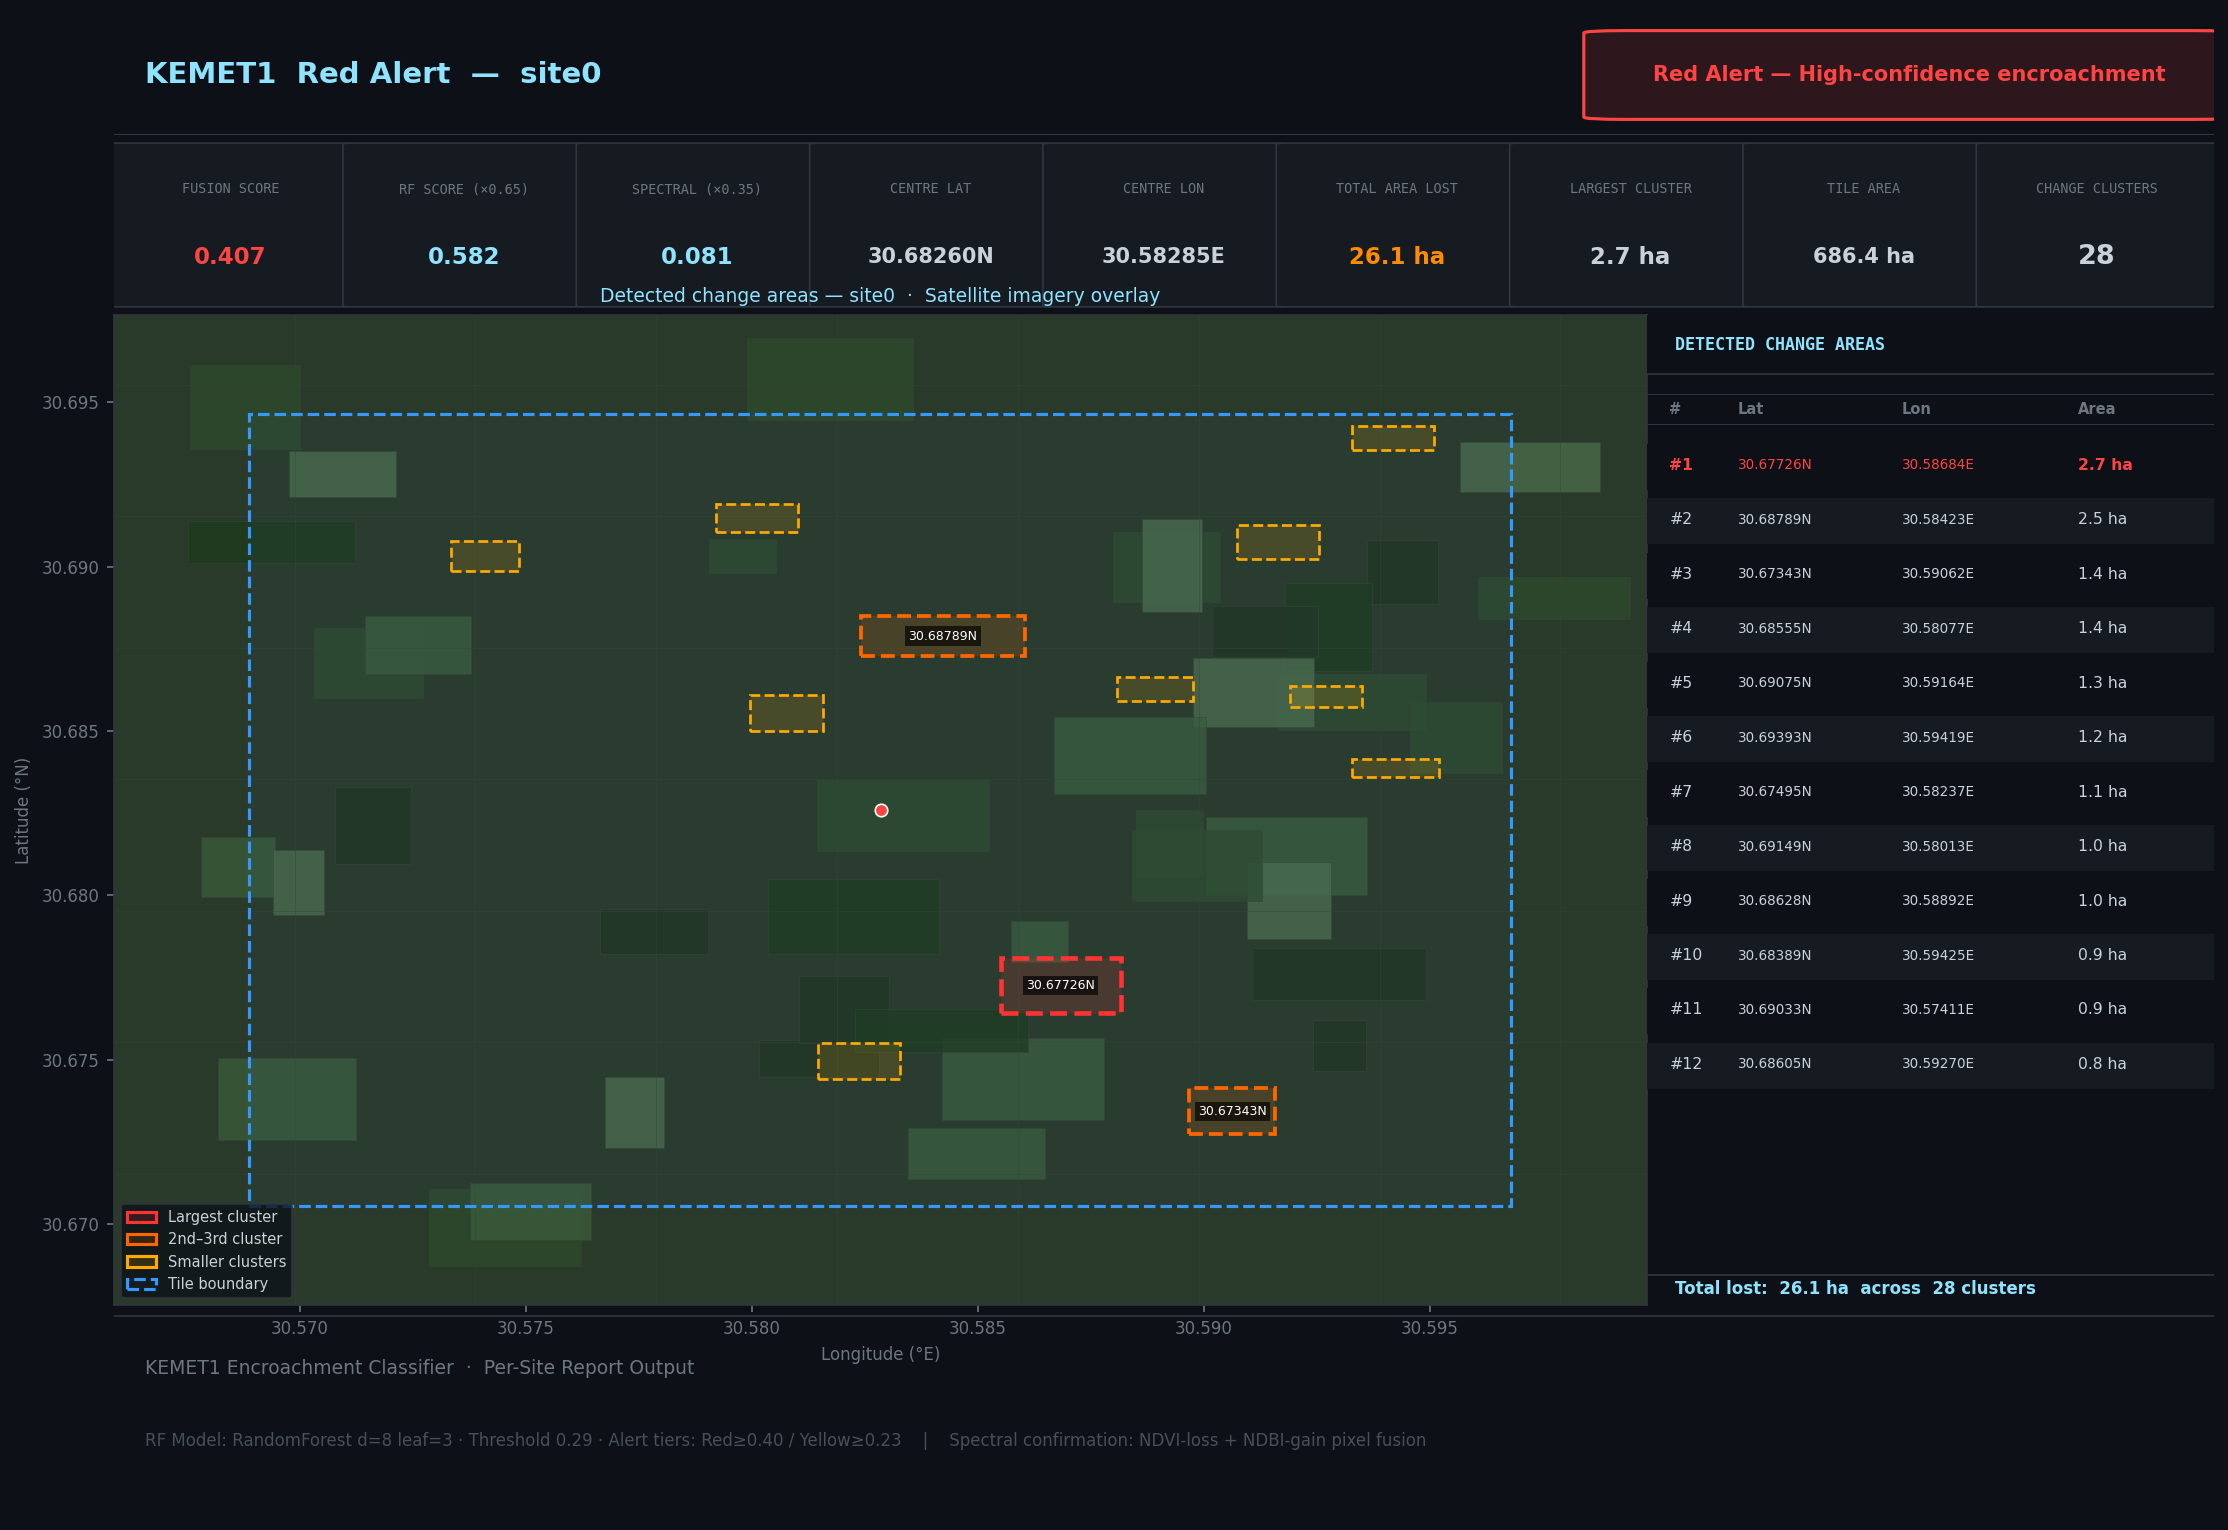 KEMET1  Red Alert  —  site0
Red Alert — High-confidence encroachment
FUSION SCORE
0.407
RF SCORE (×0.65)
0.582
SPECTRAL (×0.35)
0.081
CENTRE LAT
30.68260N
CENTRE LON
30.58285E
TOTAL AREA LOST
26.1 ha
LARGEST CLUSTER
2.7 ha
TILE AREA
686.4 ha
CHANGE CLUSTERS
28
Detected change areas — site0  ·  Satellite imagery overlay
Latitude (°N)
30.695
30.690
30.685
30.680
30.675
30.670
30.68789N
30.67726N
30.67343N
Largest cluster
2nd–3rd cluster
Smaller clusters
Tile boundary
30.570 30.575 30.580 30.585 30.590 30.595
Longitude (°E)
DETECTED CHANGE AREAS
# Lat Lon Area
#1 30.67726N 30.58684E 2.7 ha
#2 30.68789N 30.58423E 2.5 ha
#3 30.67343N 30.59062E 1.4 ha
#4 30.68555N 30.58077E 1.4 ha
#5 30.69075N 30.59164E 1.3 ha
#6 30.69393N 30.59419E 1.2 ha
#7 30.67495N 30.58237E 1.1 ha
#8 30.69149N 30.58013E 1.0 ha
#9 30.68628N 30.58892E 1.0 ha
#10 30.68389N 30.59425E 0.9 ha
#11 30.69033N 30.57411E 0.9 ha
#12 30.68605N 30.59270E 0.8 ha
Total lost:  26.1 ha  across  28 clusters
KEMET1 Encroachment Classifier  ·  Per-Site Report Output
RF Model: RandomForest d=8 leaf=3 · Threshold 0.29 · Alert tiers: Red≥0.40 / Yellow≥0.23    |    Spectral confirmation: NDVI-loss + NDBI-gain pixel fusion